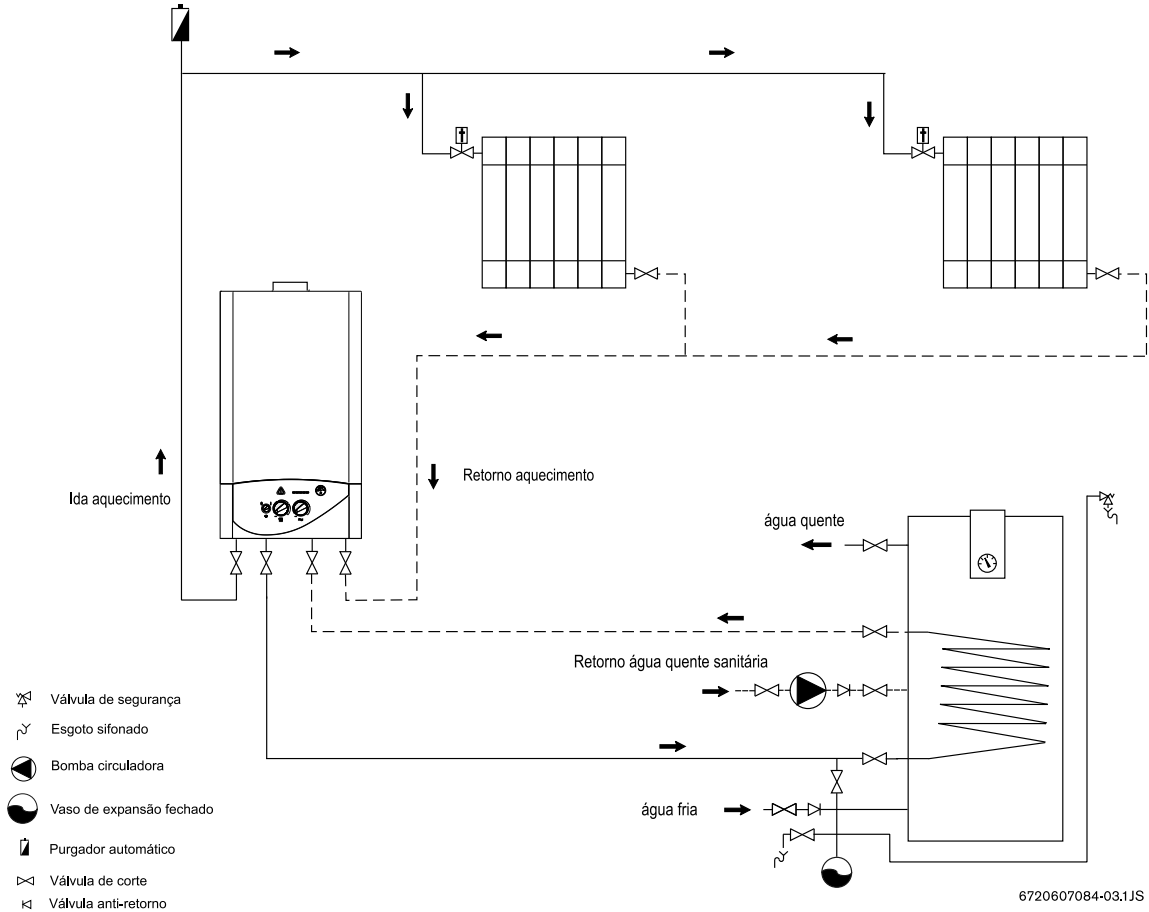 Ida aquecimento
Retorno aquecimento
água quente
Retorno água quente sanitária
água fria
Válvula de segurança
Esgoto sifonado
Bomba circuladora
Vaso de expansão fechado
Purgador automático
Válvula de corte
Válvula anti-retorno
6720607084-03.1JS